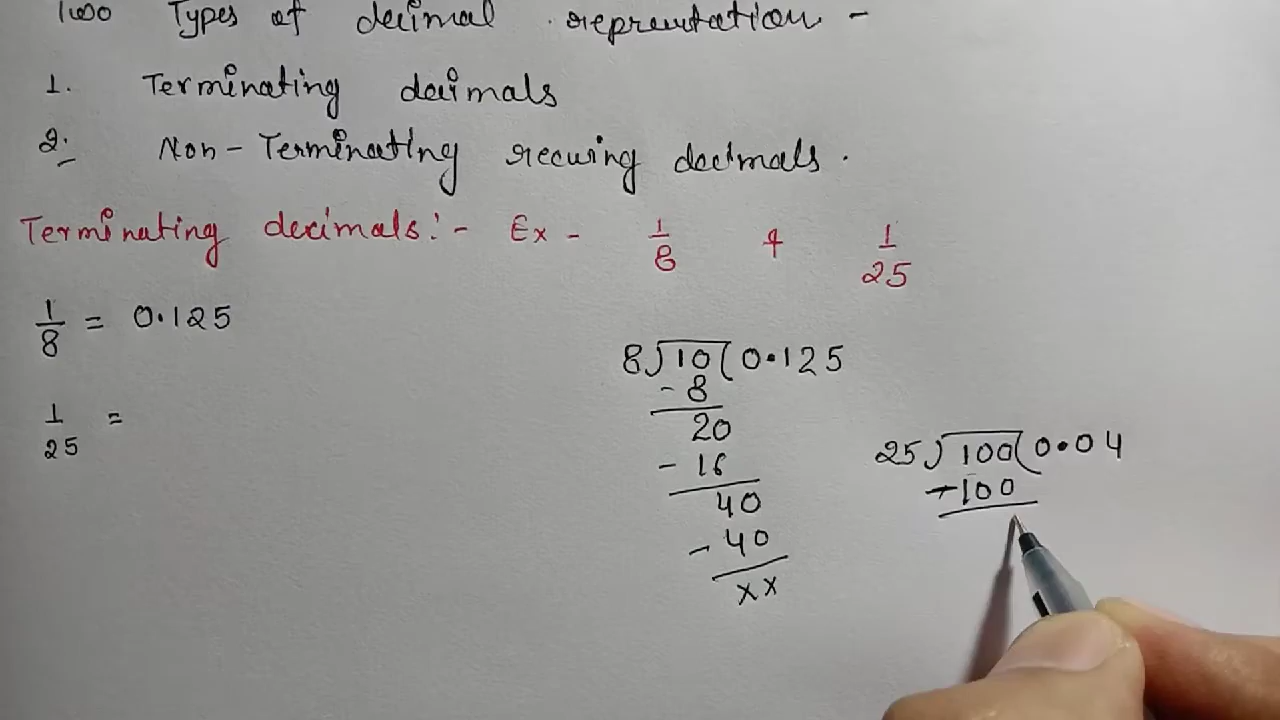 Two Types of decimal reprentation -
1. Terminating decimals
2. Non-Terminating recuring decimals.
Terminating decimals:- Ex - 1/8 & 1/25
1/8 = 0.125
8)10(0.125
- 8
20
- 16
40
- 40
xx
1/25 =
25)100(0.04
-100